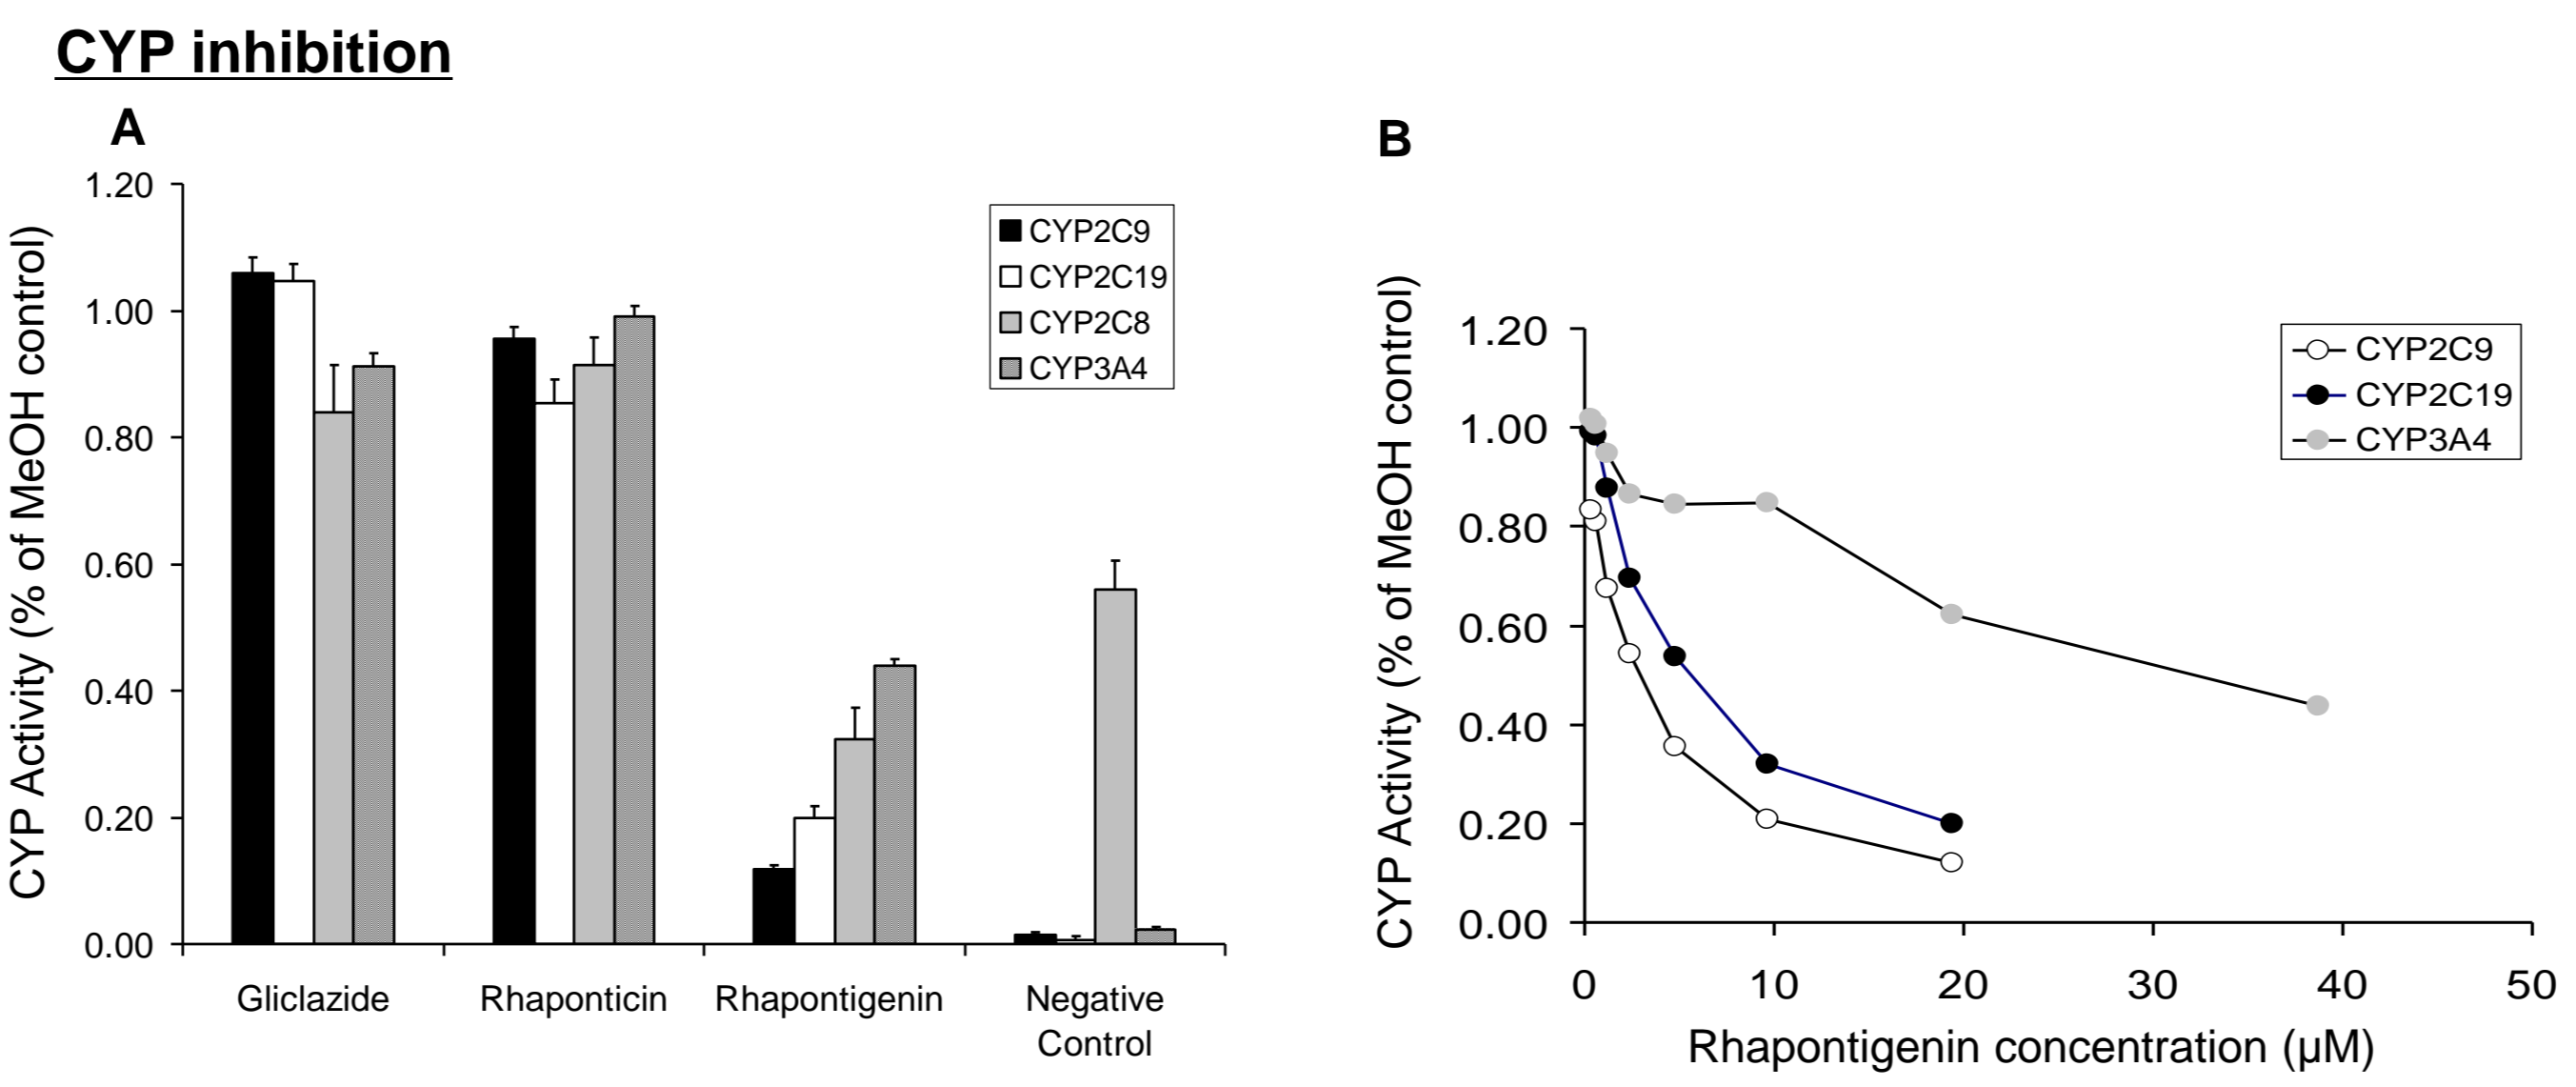 CYP inhibition
A
CYP Activity (% of MeOH control)
1.20
1.00
0.80
0.60
0.40
0.20
0.00
CYP2C9
CYP2C19
CYP2C8
CYP3A4
Gliclazide
Rhaponticin
Rhapontigenin
Negative
Control
B
CYP Activity (% of MeOH control)
1.20
1.00
0.80
0.60
0.40
0.20
0.00
CYP2C9
CYP2C19
CYP3A4
0 10 20 30 40 50
Rhapontigenin concentration (µM)